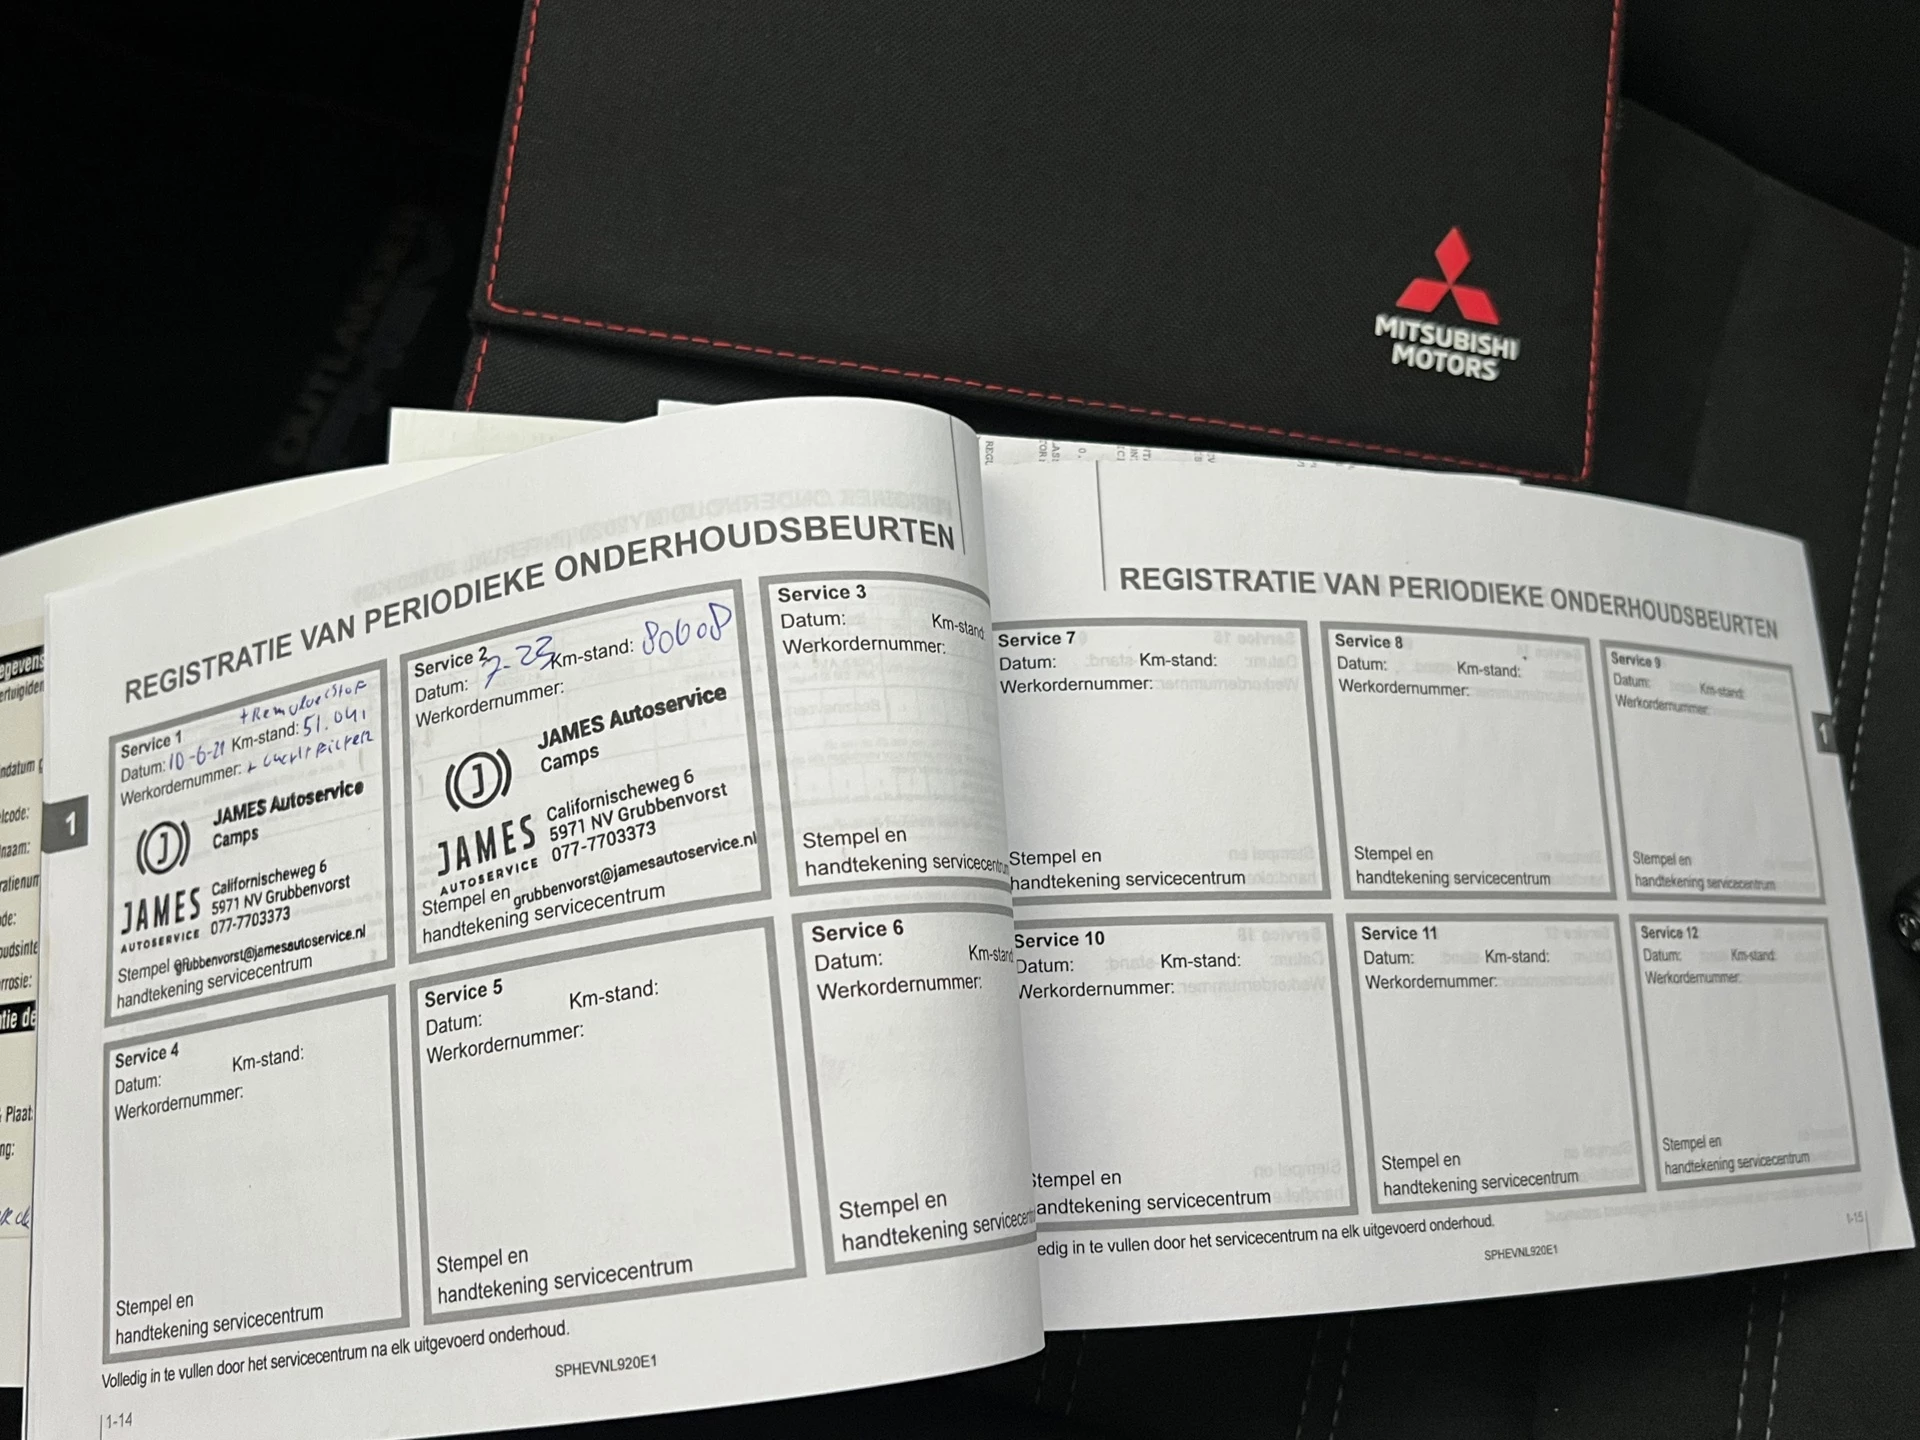 MITSUBISHI
MOTORS
OUTLANDER
REGISTRATIE VAN PERIODIEKE ONDERHOUDSBEURTEN
Service 1
Datum: 10-6-21 Km-stand: 51.041
Werkordernummer:
JAMES Autoservice
Camps
Californischeweg 6
5971 NV Grubbenvorst
077-7703373
JAMES
AUTOSERVICE
grubbenvorst@jamesautoservice.nl
Stempel
handtekening servicecentrum
Service 2
Datum: 7-23 Km-stand: 80608
Werkordernummer:
JAMES Autoservice
Camps
Californischeweg 6
5971 NV Grubbenvorst
077-7703373
JAMES
AUTOSERVICE
grubbenvorst@jamesautoservice.nl
Stempel en
handtekening servicecentrum
Service 3
Datum: Km-stand
Werkordernummer:
Stempel en
handtekening servicecentru
Service 4
Datum: Km-stand:
Werkordernummer:
Stempel en
handtekening servicecentrum
Service 5
Datum: Km-stand:
Werkordernummer:
Stempel en
handtekening servicecentrum
Service 6
Datum: Km-stand
Werkordernummer:
Stempel en
handtekening servicecent
Volledig in te vullen door het servicecentrum na elk uitgevoerd onderhoud.
SPHEVNL920E1
1-14
1
REGISTRATIE VAN PERIODIEKE ONDERHOUDSBEURTEN
Service 7
Datum: Km-stand:
Werkordernummer:
Stempel en
handtekening servicecentrum
Service 8
Datum: Km-stand:
Werkordernummer:
Stempel en
handtekening servicecentrum
Service 9
Datum: Km-stand:
Werkordernummer:
Stempel en
handtekening servicecentrum
Service 10
Datum: Km-stand:
Werkordernummer:
Stempel en
andtekening servicecentrum
Service 11
Datum: Km-stand:
Werkordernummer:
Stempel en
handtekening servicecentrum
Service 12
Datum: Km-stand:
Werkordernummer:
Stempel en
handtekening servicecentrum
edig in te vullen door het servicecentrum na elk uitgevoerd onderhoud.
SPHEVNL920E1
1-15
1